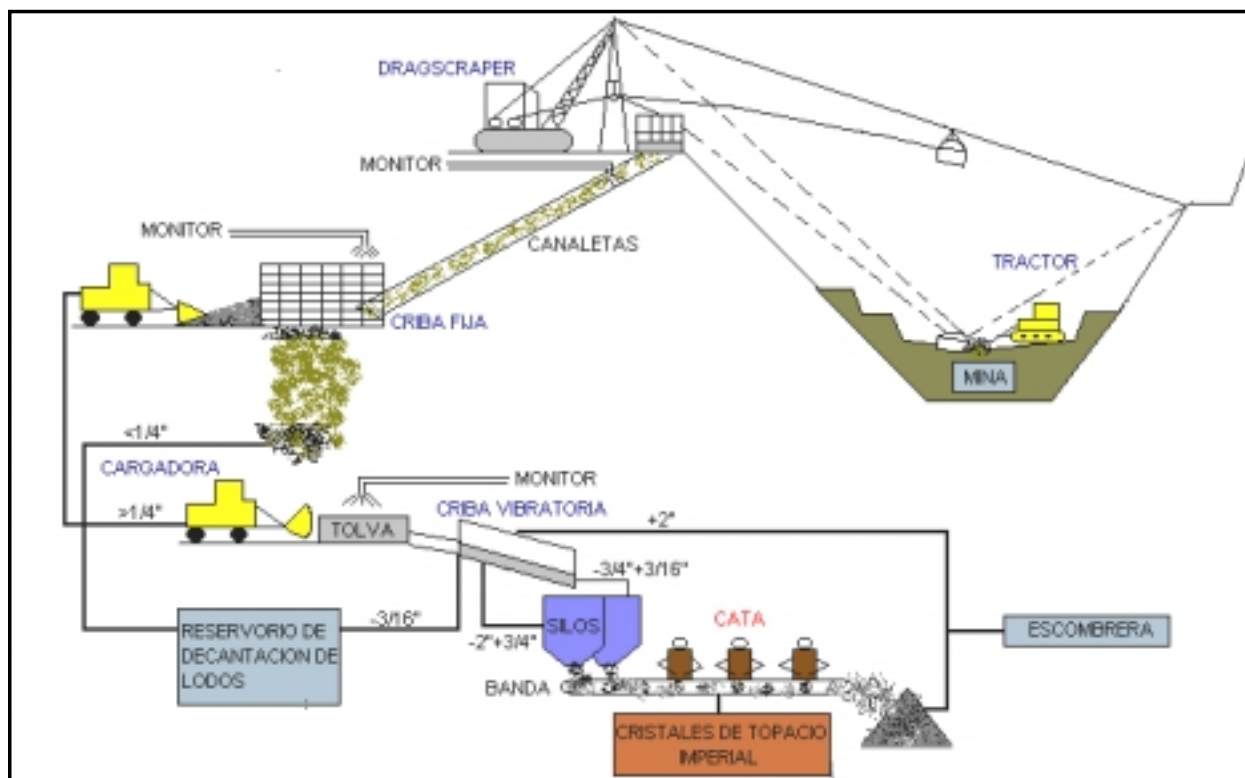 DRAGSCRAPER
MONITOR
MONITOR
CANALETAS
TRACTOR
CRIBA FIJA
MINA
<1/4"
CARGADORA
MONITOR
CRIBA VIBRATORIA
>1/4"
TOLVA
+2"
-3/4"+3/16"
-3/16"
SILOS
CATA
RESERVORIO DE
DECANTACION DE
LODOS
-2"+3/4"
ESCOMBRERA
BANDA
CRISTALES DE TOPACIO
IMPERIAL